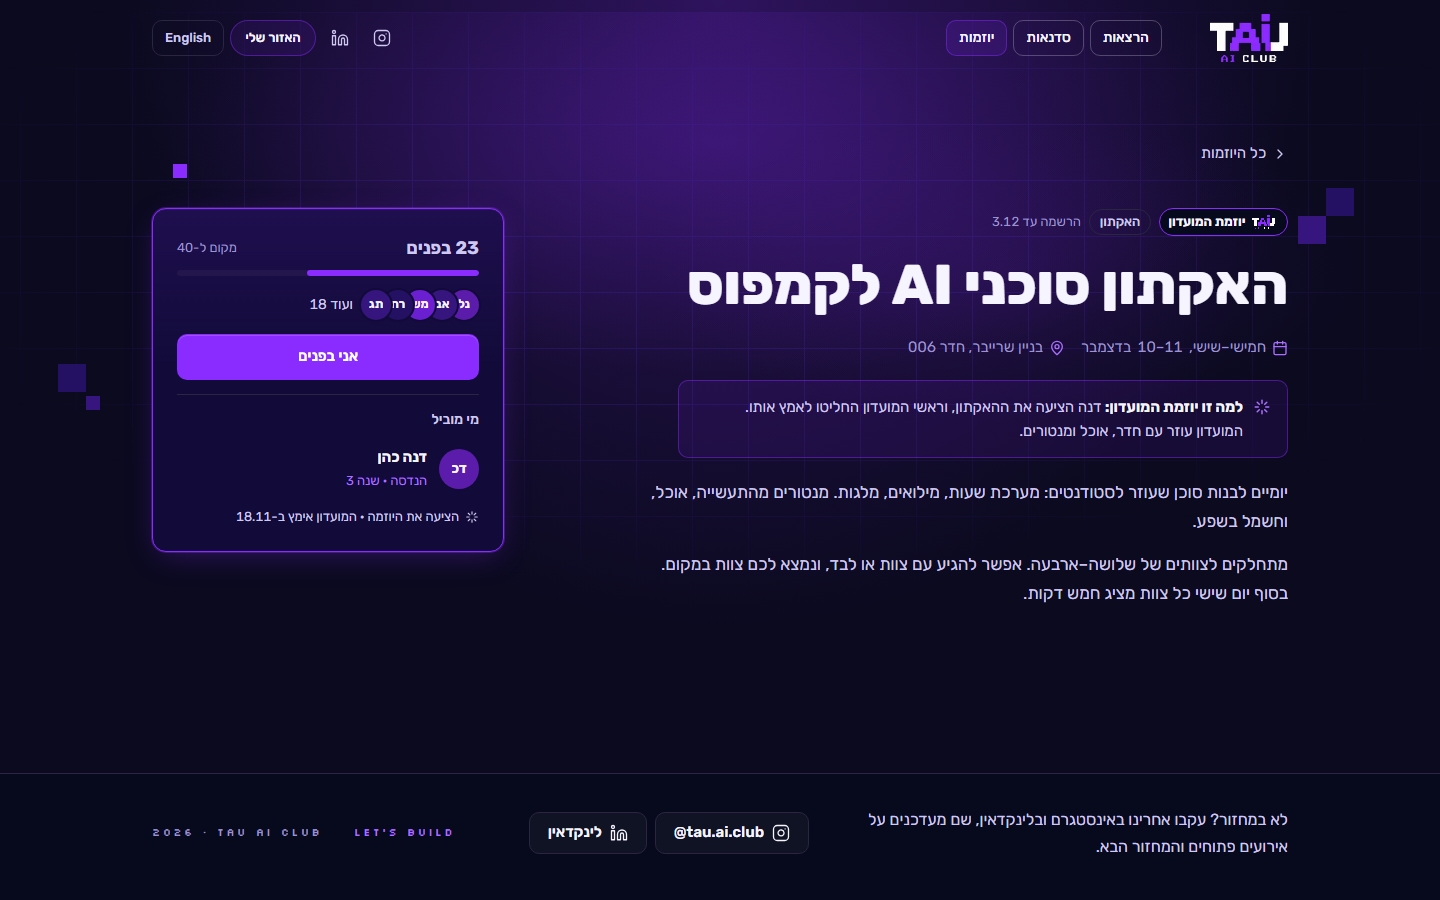 TAU
AI CLUB
הרצאות
סדנאות
יוזמות
האזור שלי
English
כל היוזמות
TAU יוזמת המועדון
האקתון
הרשמה עד 3.12
האקתון סוכני AI לקמפוס
חמישי–שישי, 10–11 בדצמבר
בניין שרייבר, חדר 006
למה זו יוזמת המועדון: דנה הציעה את ההאקתון, וראשי המועדון החליטו לאמץ אותו.
המועדון עוזר עם חדר, אוכל ומנטורים.
יומיים לבנות סוכן שעוזר לסטודנטים: מערכת שעות, מילואים, מלגות. מנטורים מהתעשייה, אוכל,
וחשמל בשפע.
מתחלקים לצוותים של שלושה–ארבעה. אפשר להגיע עם צוות או לבד, ונמצא לכם צוות במקום.
בסוף יום שישי כל צוות מציג חמש דקות.
23 בפנים
מקום ל-40
גל
אנ
מש
רח
תג
ועוד 18
אני בפנים
מי מוביל
דכ
דנה כהן
הנדסה • שנה 3
הציעה את היוזמה • המועדון אימץ ב-18.11
לא במחזור? עקבו אחרינו באינסטגרם ובלינקדאין, שם מעדכנים על
אירועים פתוחים והמחזור הבא.
@tau.ai.club
לינקדאין
LET'S BUILD
2026 · TAU AI CLUB